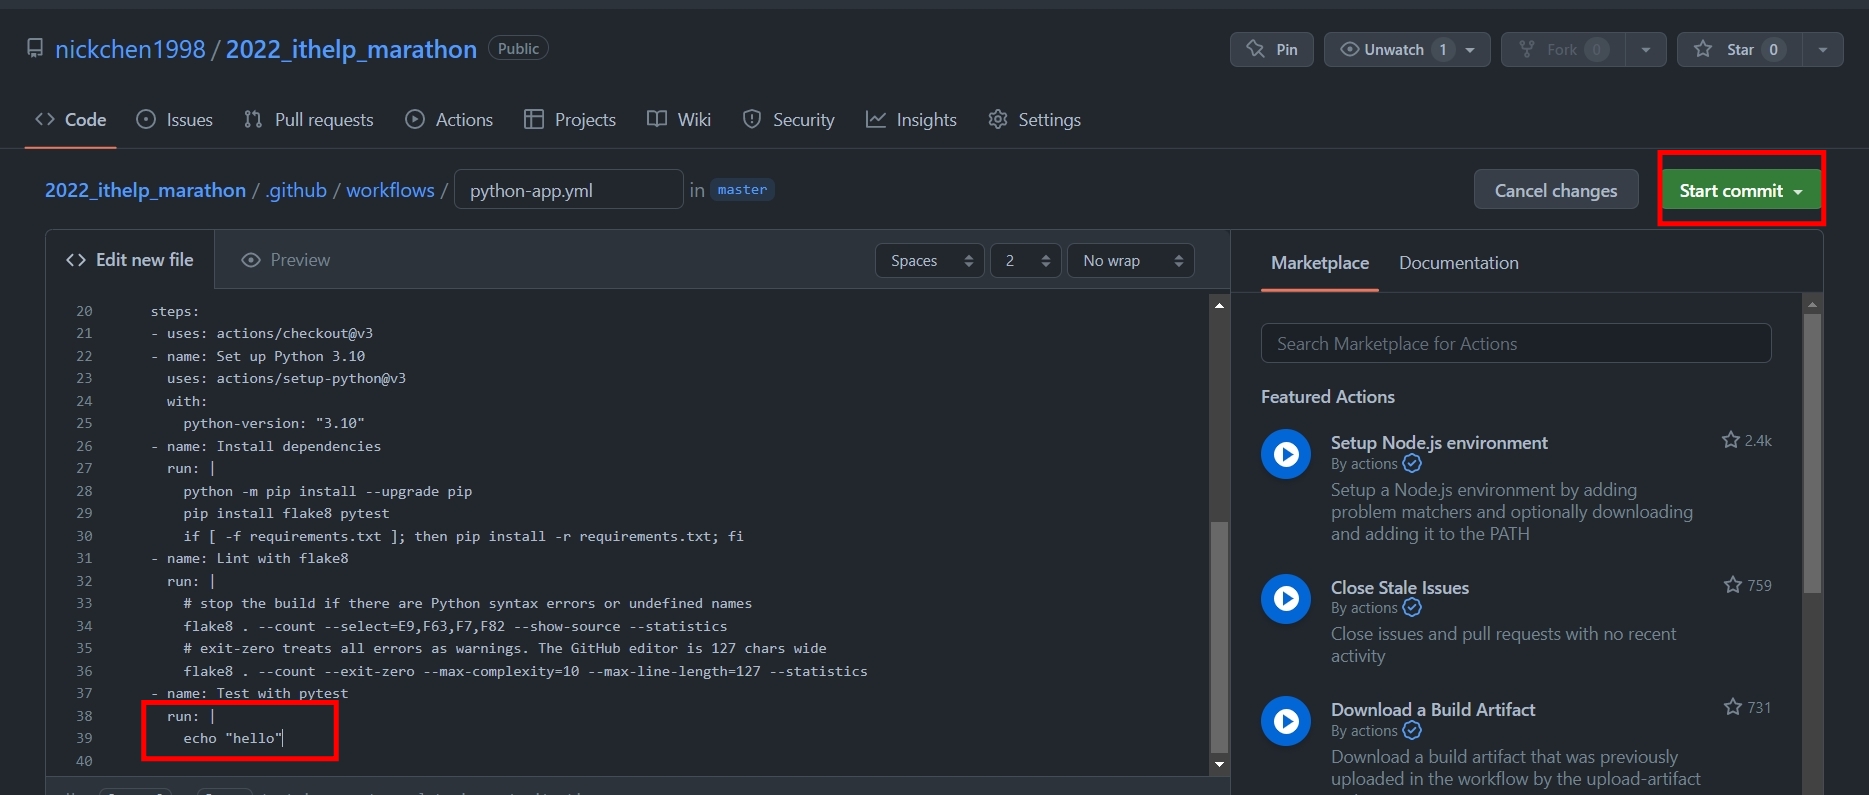 nickchen1998 / 2022_ithelp_marathon Public
Pin
Unwatch 1
Fork 0
Star 0
Code
Issues
Pull requests
Actions
Projects
Wiki
Security
Insights
Settings
2022_ithelp_marathon / .github / workflows / python-app.yml in master
Cancel changes
Start commit
Edit new file
Preview
Spaces
2
No wrap
20 steps:
21 - uses: actions/checkout@v3
22 - name: Set up Python 3.10
23 uses: actions/setup-python@v3
24 with:
25 python-version: "3.10"
26 - name: Install dependencies
27 run: |
28 python -m pip install --upgrade pip
29 pip install flake8 pytest
30 if [ -f requirements.txt ]; then pip install -r requirements.txt; fi
31 - name: Lint with flake8
32 run: |
33 # stop the build if there are Python syntax errors or undefined names
34 flake8 . --count --select=E9,F63,F7,F82 --show-source --statistics
35 # exit-zero treats all errors as warnings. The GitHub editor is 127 chars wide
36 flake8 . --count --exit-zero --max-complexity=10 --max-line-length=127 --statistics
37 - name: Test with pytest
38 run: |
39 echo "hello"
40
Marketplace
Documentation
Search Marketplace for Actions
Featured Actions
Setup Node.js environment
2.4k
By actions
Setup a Node.js environment by adding
problem matchers and optionally downloading
and adding it to the PATH
Close Stale Issues
759
By actions
Close issues and pull requests with no recent
activity
Download a Build Artifact
731
By actions
Download a build artifact that was previously
uploaded in the workflow by the upload-artifact